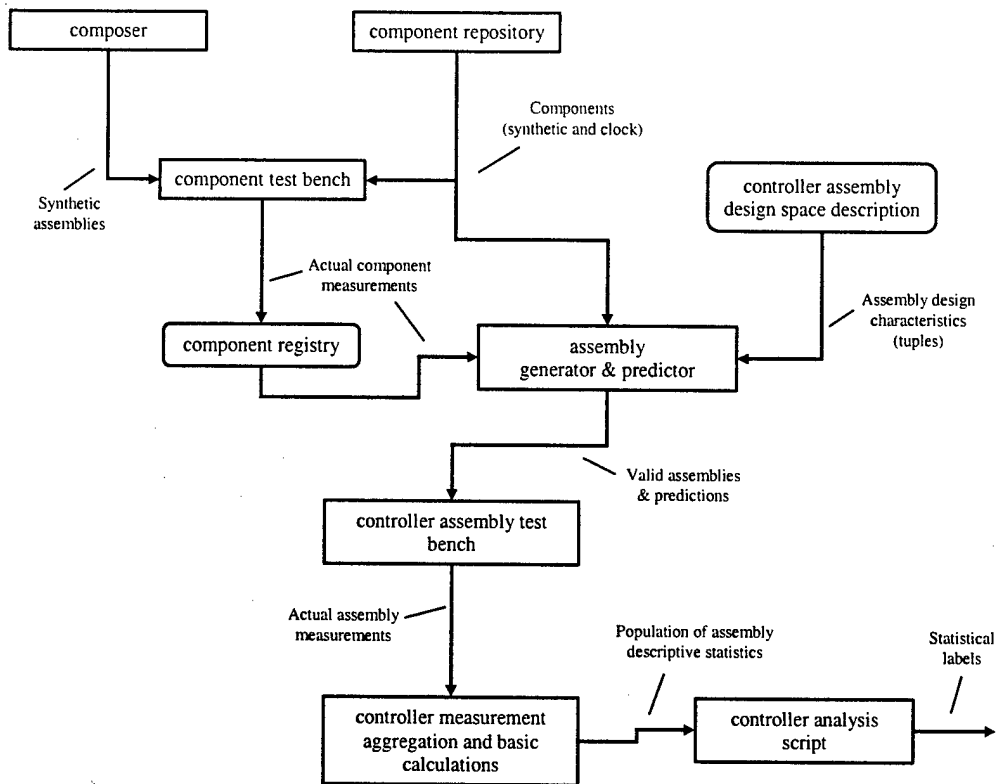 composer
component repository
Components
(synthetic and clock)
component test bench
controller assembly
design space description
Synthetic
assemblies
Actual component
measurements
Assembly design
characteristics
(tuples)
component registry
assembly
generator & predictor
Valid assemblies
& predictions
controller assembly test
bench
Actual assembly
measurements
Population of assembly
descriptive statistics
Statistical
labels
controller measurement
aggregation and basic
calculations
controller analysis
script